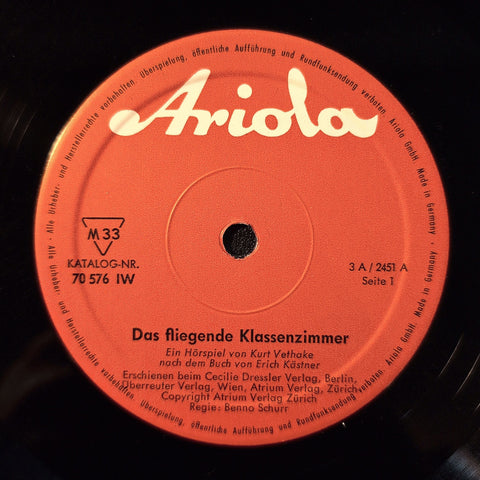 Alle Urheber- und Herstellerrechte vorbehalten. Überspielung, öffentliche Aufführung und Rundfunksendung verboten. Ariola GmbH. Made in Germany ·
Ariola
M 33
KATALOG-NR.
70 576 IW
3 A / 2451 A
Seite 1
Das fliegende Klassenzimmer
Ein Hörspiel von Kurt Vethake
nach dem Buch von Erich Kästner
Erschienen beim Cecilie Dressler Verlag, Berlin,
Oberreuter Verlag, Wien, Atrium Verlag, Zürich,
Copyright Atrium Verlag Zürich
Regie: Benno Schurr
Alle Urheber- und Herstellerrechte vorbehalten. Überspielung, öffentliche Aufführung und Rundfunksendung verboten. Ariola GmbH. Made in Germany ·